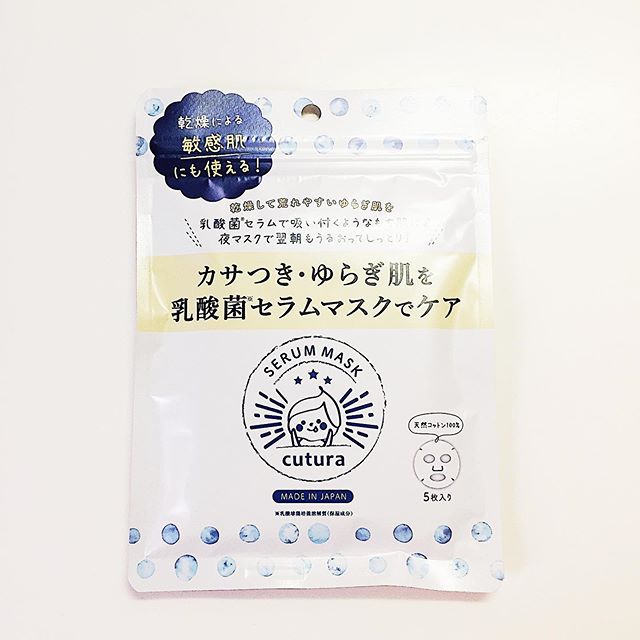 乾燥による
敏感肌
にも使える!
乾燥して荒れやすいゆらぎ肌を
乳酸菌※セラムで吸い付くような
夜マスクで翌朝もうるおってしっとり
カサつき・ゆらぎ肌を
乳酸菌※セラムマスクでケア
SERUM MASK
cutura
MADE IN JAPAN
天然コットン100%
5枚入り